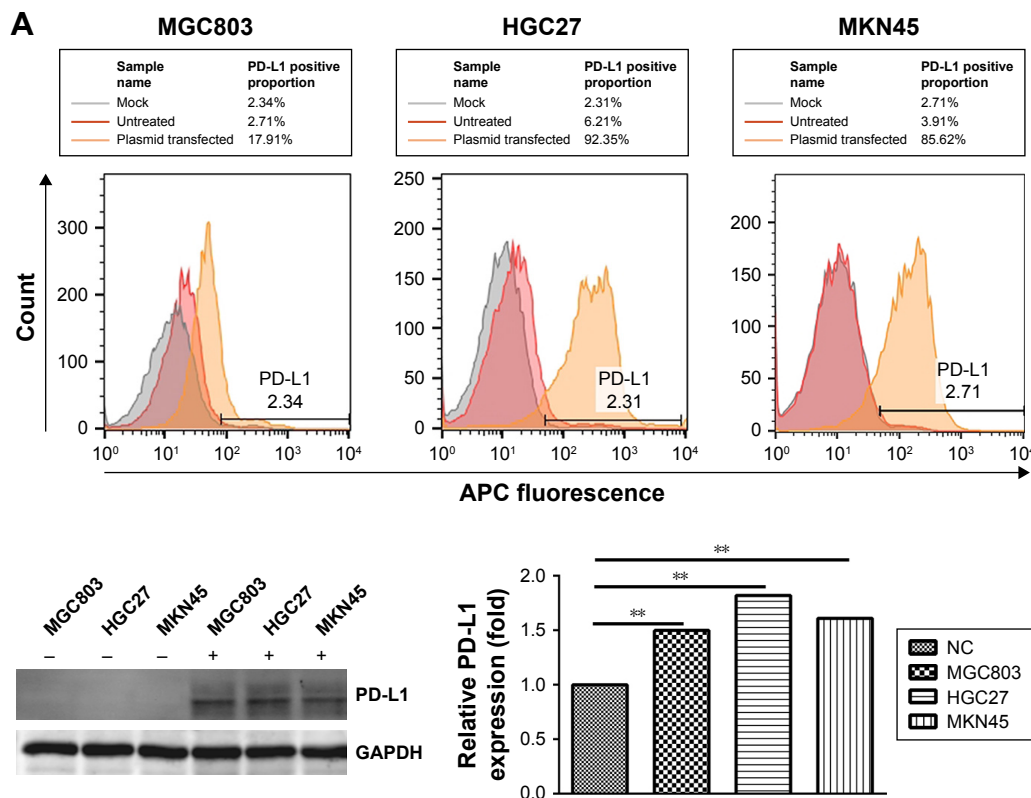 A
MGC803
HGC27
MKN45
Sample name PD-L1 positive proportion
Mock 2.34%
Untreated 2.71%
Plasmid transfected 17.91%
Sample name PD-L1 positive proportion
Mock 2.31%
Untreated 6.21%
Plasmid transfected 92.35%
Sample name PD-L1 positive proportion
Mock 2.71%
Untreated 3.91%
Plasmid transfected 85.62%
Count
300
200
100
0
PD-L1
2.34
10⁰ 10¹ 10² 10³ 10⁴
250
200
150
100
50
0
PD-L1
2.31
10⁰ 10¹ 10² 10³ 10⁴
200
150
100
50
0
PD-L1
2.71
10⁰ 10¹ 10² 10³ 10⁴
APC fluorescence
MGC803 HGC27 MKN45 MGC803 HGC27 MKN45
– – – + + +
PD-L1
GAPDH
Relative PD-L1
expression (fold)
2.0
1.5
1.0
0.5
0.0
**
**
**
NC
MGC803
HGC27
MKN45